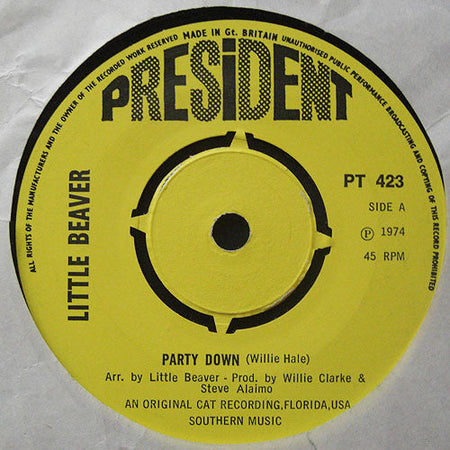 ALL RIGHTS OF THE MANUFACTURERS AND THE OWNER OF THE RECORDED WORK RESERVED MADE IN Gt. BRITAIN UNAUTHORISED PUBLIC PERFORMANCE BROADCASTING AND COPYING OF THIS RECORD PROHIBITED
PRESiDENT
LITTLE BEAVER
PT 423
SIDE A
Ⓟ 1974
45 RPM
PARTY DOWN (Willie Hale)
Arr. by Little Beaver - Prod. by Willie Clarke &
Steve Alaimo
AN ORIGINAL CAT RECORDING,FLORIDA,USA
SOUTHERN MUSIC